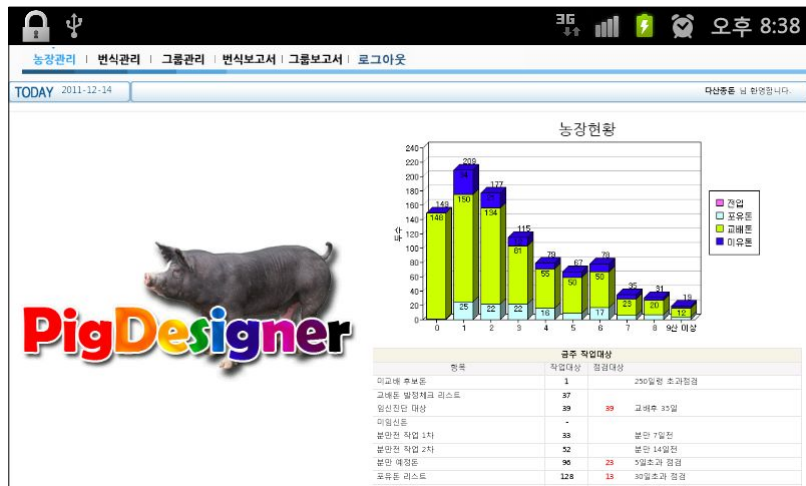 3G 오후 8:38
농장관리 | 번식관리 | 그룹관리 | 번식보고서 | 그룹보고서 | 로그아웃
TODAY 2011-12-14 다산종돈 님 환영합니다.
농장현황
PigDesigner
두수
240
220
200
180
160
140
120
100
80
60
40
20
0
149 209 177 115 79 67 78 35 31 19
148 150 134 81 55 50 50 23 20 12
34
25 22 22 16 17
0 1 2 3 4 5 6 7 8 9산 이상
전입
포유돈
교배돈
이유돈
금주 작업대상
항목 작업대상 점검대상
미교배 후보돈 1 250일령 초과점검
교배돈 발정체크 리스트 37
임신진단 대상 39 39 교배후 35일
미임신돈 -
분만전 작업 1차 33 분만 7일전
분만전 작업 2차 52 분만 14일전
분만 예정돈 96 23 5일초과 점검
포유돈 리스트 128 13 30일초과 점검